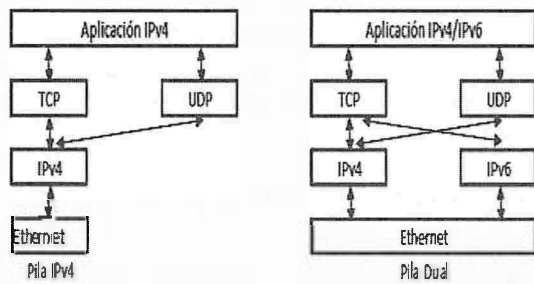 Aplicación IPv4
TCP
UDP
IPv4
Ethernet
Pila IPv4
Aplicación IPv4/IPv6
TCP
UDP
IPv4
IPv6
Ethernet
Pila Dual